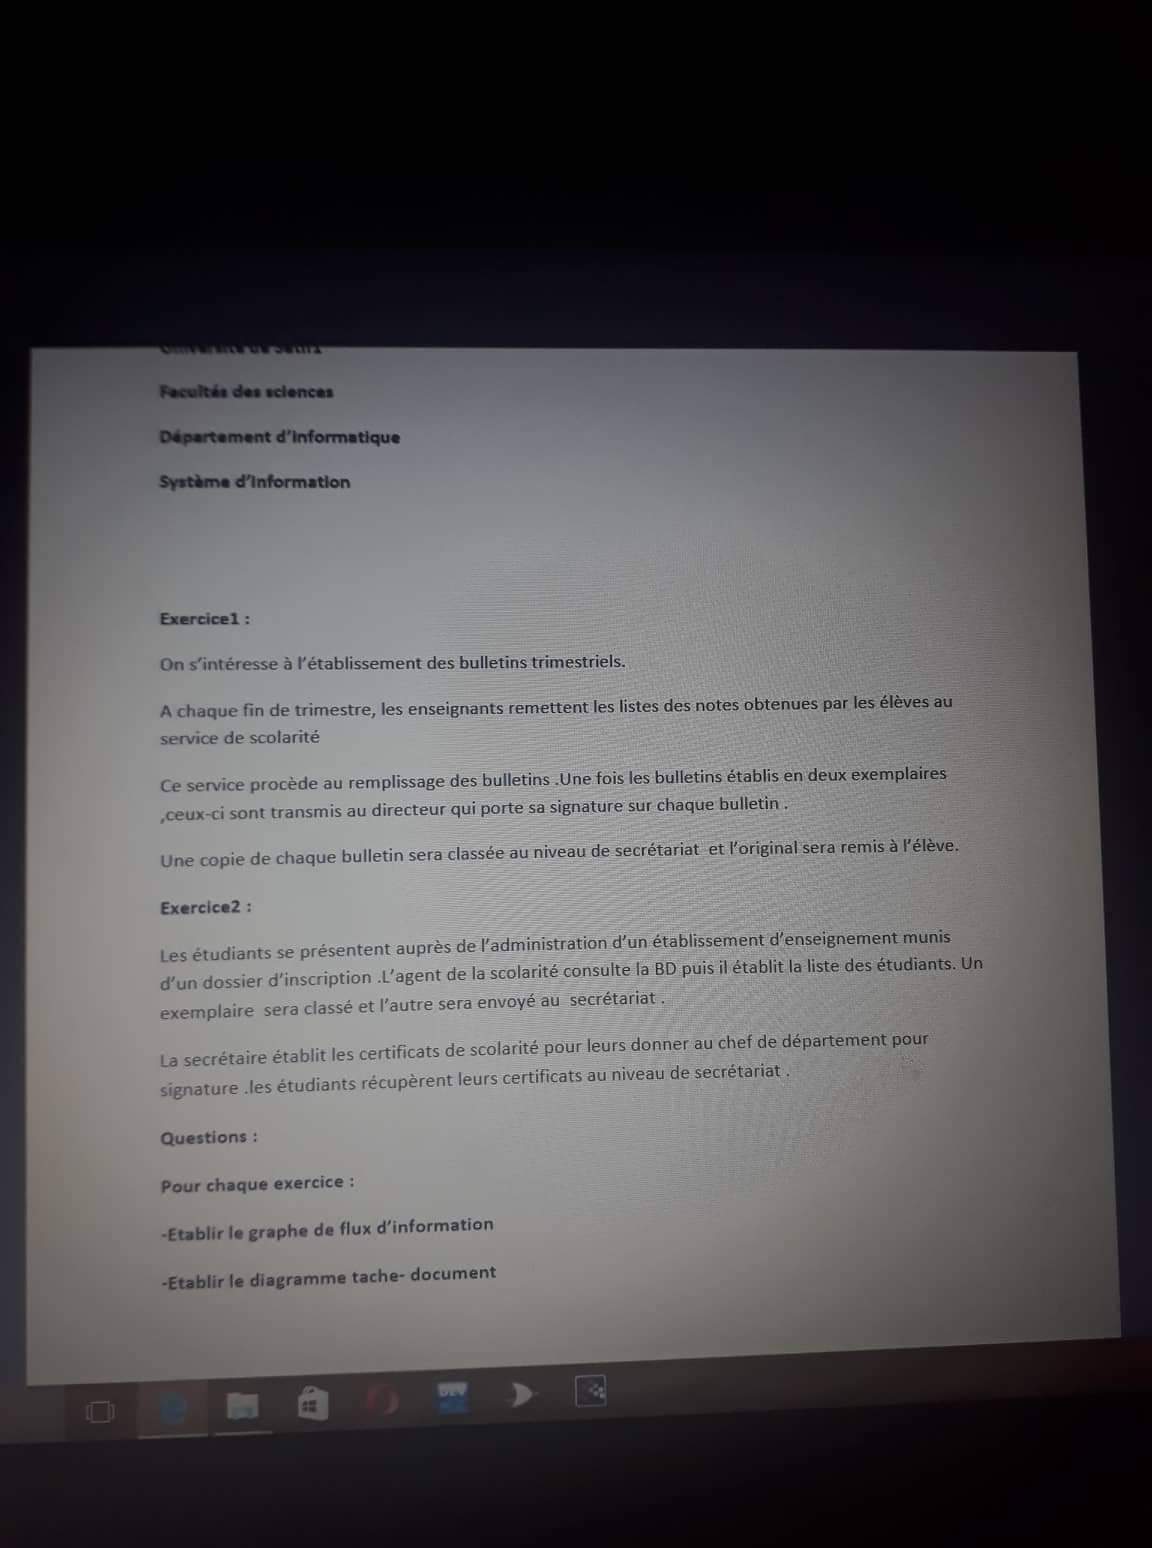 Facultés des sciences
Département d'informatique
Système d'information
Exercice1 :
On s'intéresse à l'établissement des bulletins trimestriels.
A chaque fin de trimestre, les enseignants remettent les listes des notes obtenues par les élèves au
service de scolarité
Ce service procède au remplissage des bulletins .Une fois les bulletins établis en deux exemplaires
,ceux-ci sont transmis au directeur qui porte sa signature sur chaque bulletin .
Une copie de chaque bulletin sera classée au niveau de secrétariat et l'original sera remis à l'élève.
Exercice2 :
Les étudiants se présentent auprès de l'administration d'un établissement d'enseignement munis
d'un dossier d'inscription .L'agent de la scolarité consulte la BD puis il établit la liste des étudiants. Un
exemplaire sera classé et l'autre sera envoyé au secrétariat .
La secrétaire établit les certificats de scolarité pour leurs donner au chef de département pour
signature .les étudiants récupèrent leurs certificats au niveau de secrétariat .
Questions :
Pour chaque exercice :
-Etablir le graphe de flux d'information
-Etablir le diagramme tache- document
DEV